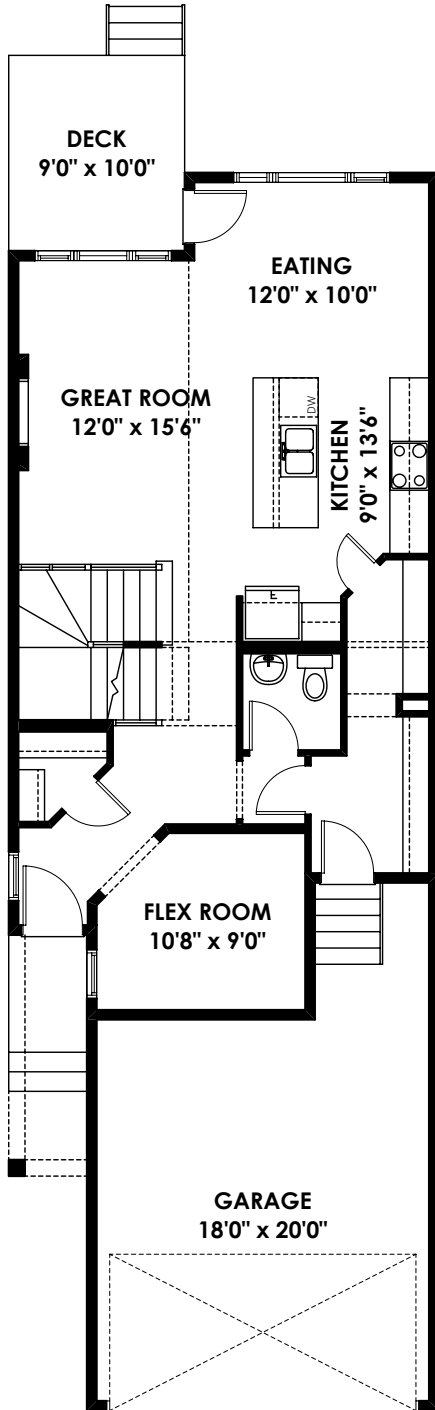 DECK
9'0" x 10'0"
EATING
12'0" x 10'0"
GREAT ROOM
12'0" x 15'6"
DW
KITCHEN
9'0" x 13'6"
F
FLEX ROOM
10'8" x 9'0"
GARAGE
18'0" x 20'0"